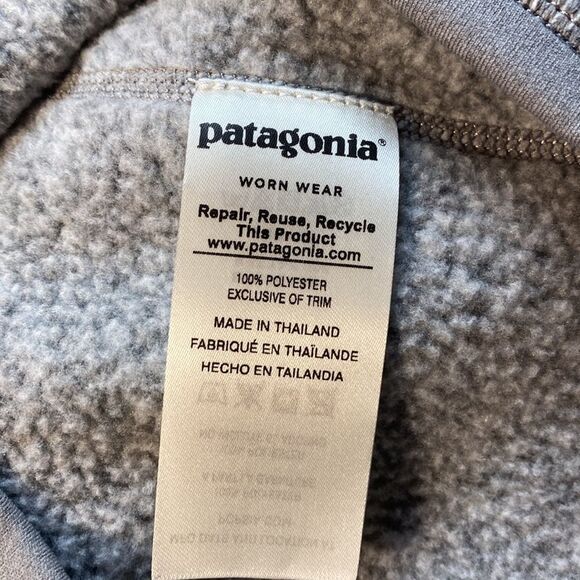 patagonia®
WORN WEAR
Repair, Reuse, Recycle
This Product
www.patagonia.com
100% POLYESTER
EXCLUSIVE OF TRIM
MADE IN THAILAND
FABRIQUÉ EN THAÏLANDE
HECHO EN TAILANDIA